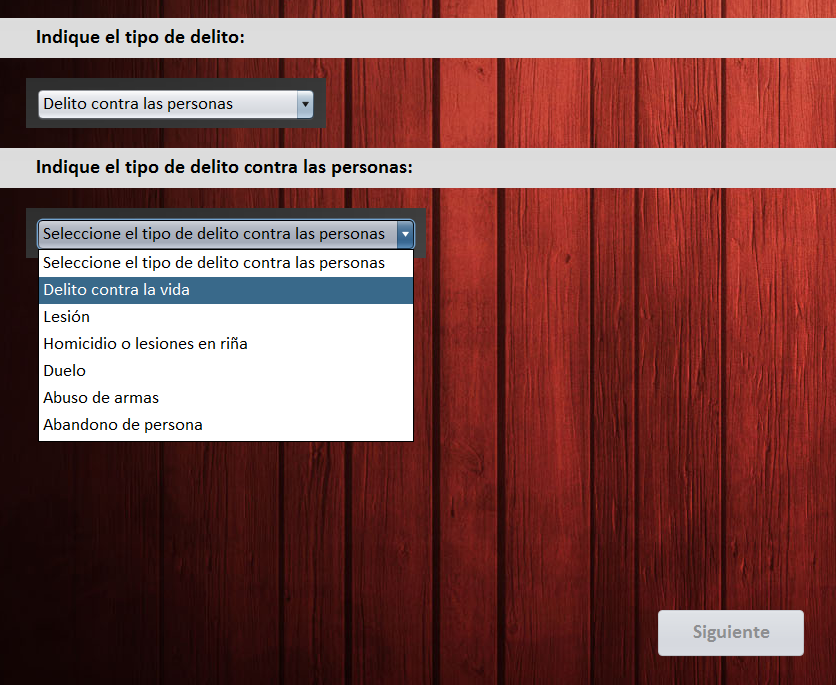 Indique el tipo de delito:
Delito contra las personas
Indique el tipo de delito contra las personas:
Seleccione el tipo de delito contra las personas
Seleccione el tipo de delito contra las personas
Delito contra la vida
Lesión
Homicidio o lesiones en riña
Duelo
Abuso de armas
Abandono de persona
Siguiente